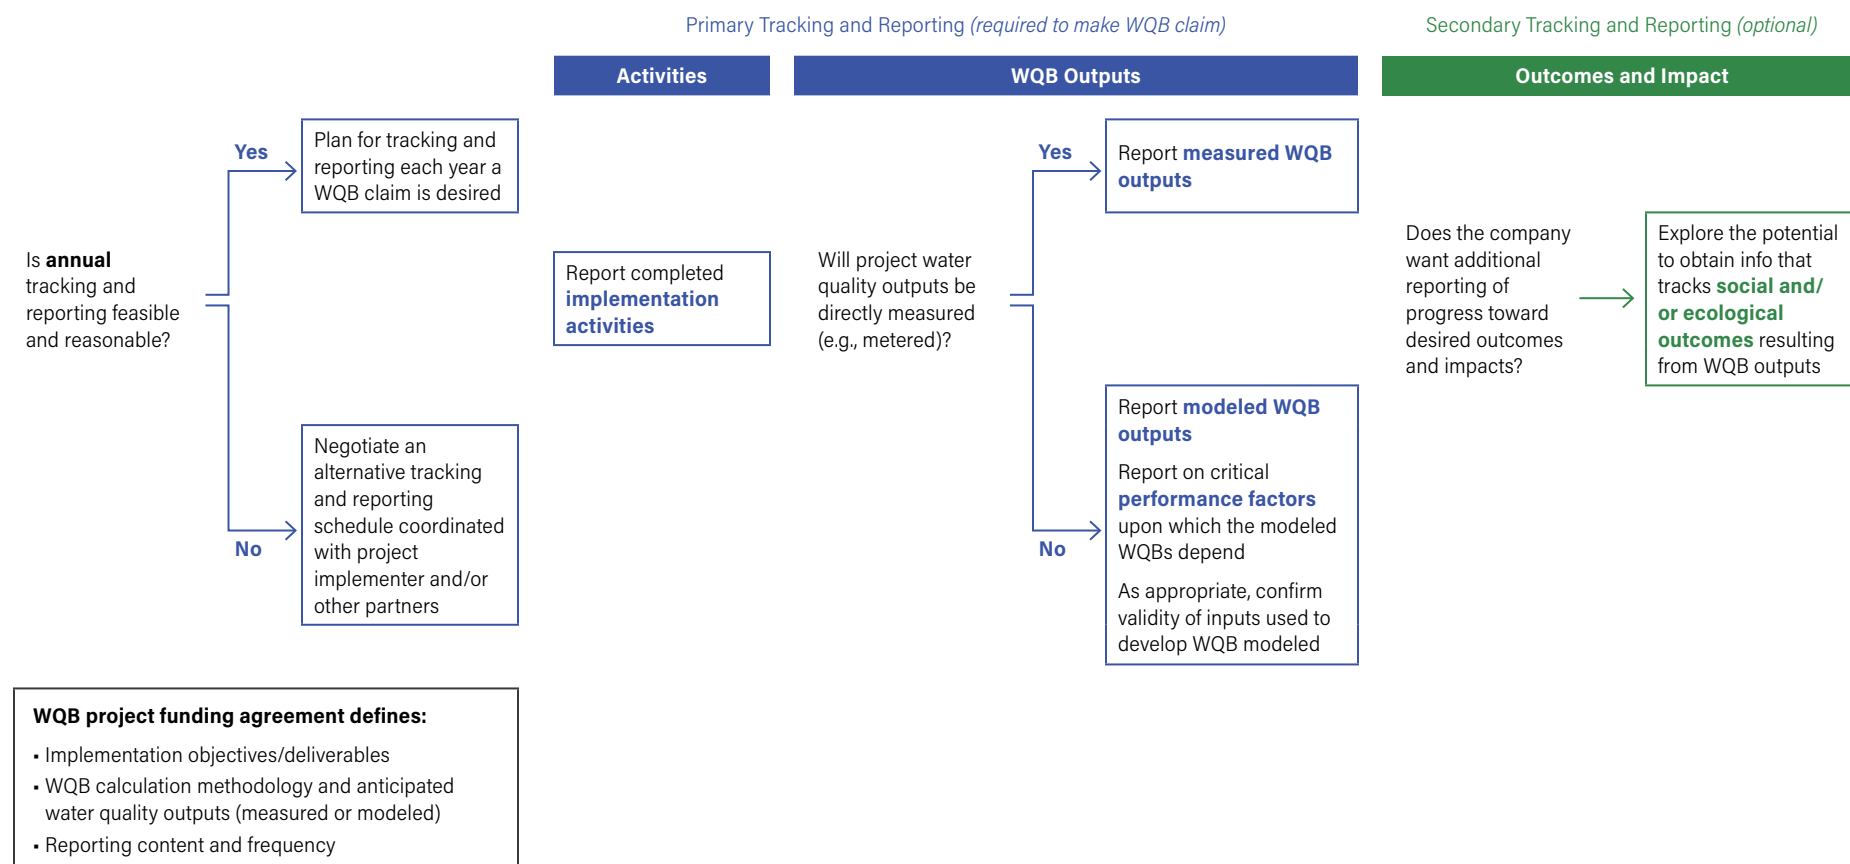 Primary Tracking and Reporting (required to make WQB claim)
Secondary Tracking and Reporting (optional)
Activities
WQB Outputs
Outcomes and Impact
Is annual
tracking and
reporting feasible
and reasonable?
Yes
Plan for tracking and
reporting each year a
WQB claim is desired
No
Negotiate an
alternative tracking
and reporting
schedule coordinated
with project
implementer and/or
other partners
Report completed
implementation
activities
Will project water
quality outputs be
directly measured
(e.g., metered)?
Yes
Report measured WQB
outputs
No
Report modeled WQB
outputs
Report on critical
performance factors
upon which the modeled
WQBs depend
As appropriate, confirm
validity of inputs used to
develop WQB modeled
Does the company
want additional
reporting of
progress toward
desired outcomes
and impacts?
Explore the potential
to obtain info that
tracks social and/
or ecological
outcomes resulting
from WQB outputs
WQB project funding agreement defines:
▪ Implementation objectives/deliverables
▪ WQB calculation methodology and anticipated
water quality outputs (measured or modeled)
▪ Reporting content and frequency